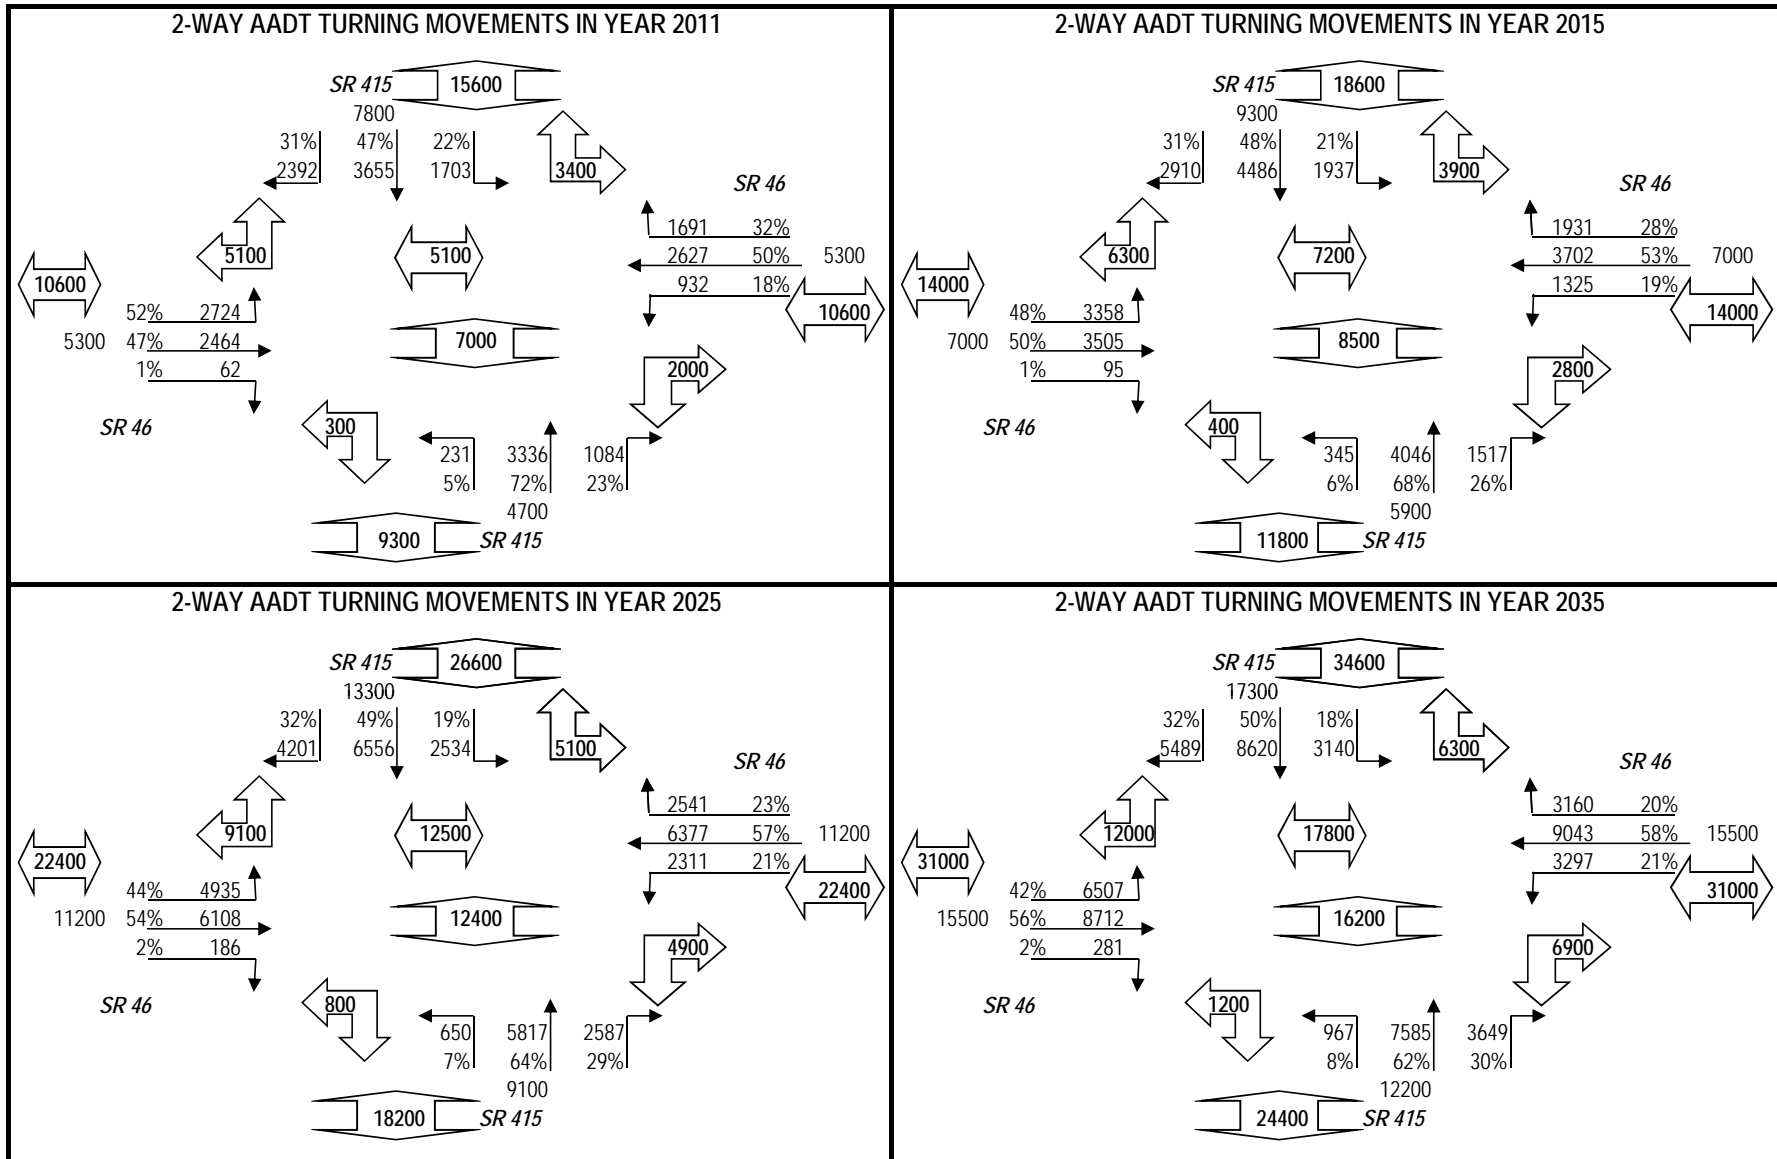 2-WAY AADT TURNING MOVEMENTS IN YEAR 2011
SR 415 15600
7800
31% 47% 22%
2392 3655 1703 3400
SR 46
1691 32%
5100 5100 2627 50% 5300
10600 932 18%
52% 2724 10600
5300 47% 2464 7000
1% 62 2000
SR 46 300
231 3336 1084
5% 72% 23%
4700
9300 SR 415
2-WAY AADT TURNING MOVEMENTS IN YEAR 2015
SR 415 18600
9300
31% 48% 21%
2910 4486 1937 3900
SR 46
1931 28%
6300 7200 3702 53% 7000
14000 1325 19%
48% 3358 14000
7000 50% 3505 8500
1% 95 2800
SR 46 400
345 4046 1517
6% 68% 26%
5900
11800 SR 415
2-WAY AADT TURNING MOVEMENTS IN YEAR 2025
SR 415 26600
13300
32% 49% 19%
4201 6556 2534 5100
SR 46
2541 23%
9100 12500 6377 57% 11200
22400 2311 21%
44% 4935 22400
11200 54% 6108 12400
2% 186 4900
SR 46 800
650 5817 2587
7% 64% 29%
9100
18200 SR 415
2-WAY AADT TURNING MOVEMENTS IN YEAR 2035
SR 415 34600
17300
32% 50% 18%
5489 8620 3140 6300
SR 46
3160 20%
12000 17800 9043 58% 15500
31000 3297 21%
42% 6507 31000
15500 56% 8712 16200
2% 281 6900
SR 46 1200
967 7585 3649
8% 62% 30%
12200
24400 SR 415